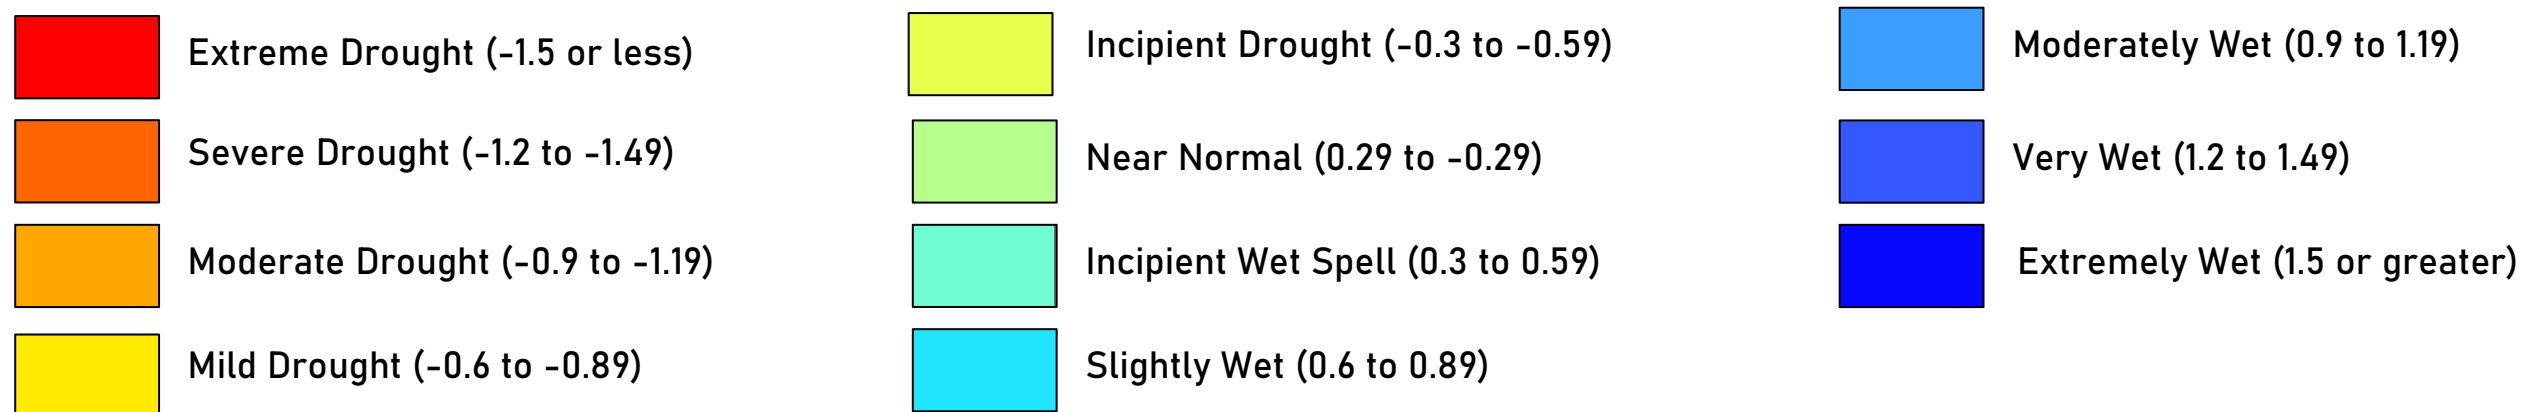 Extreme Drought (-1.5 or less)
Severe Drought (-1.2 to -1.49)
Moderate Drought (-0.9 to -1.19)
Mild Drought (-0.6 to -0.89)
Incipient Drought (-0.3 to -0.59)
Near Normal (0.29 to -0.29)
Incipient Wet Spell (0.3 to 0.59)
Slightly Wet (0.6 to 0.89)
Moderately Wet (0.9 to 1.19)
Very Wet (1.2 to 1.49)
Extremely Wet (1.5 or greater)